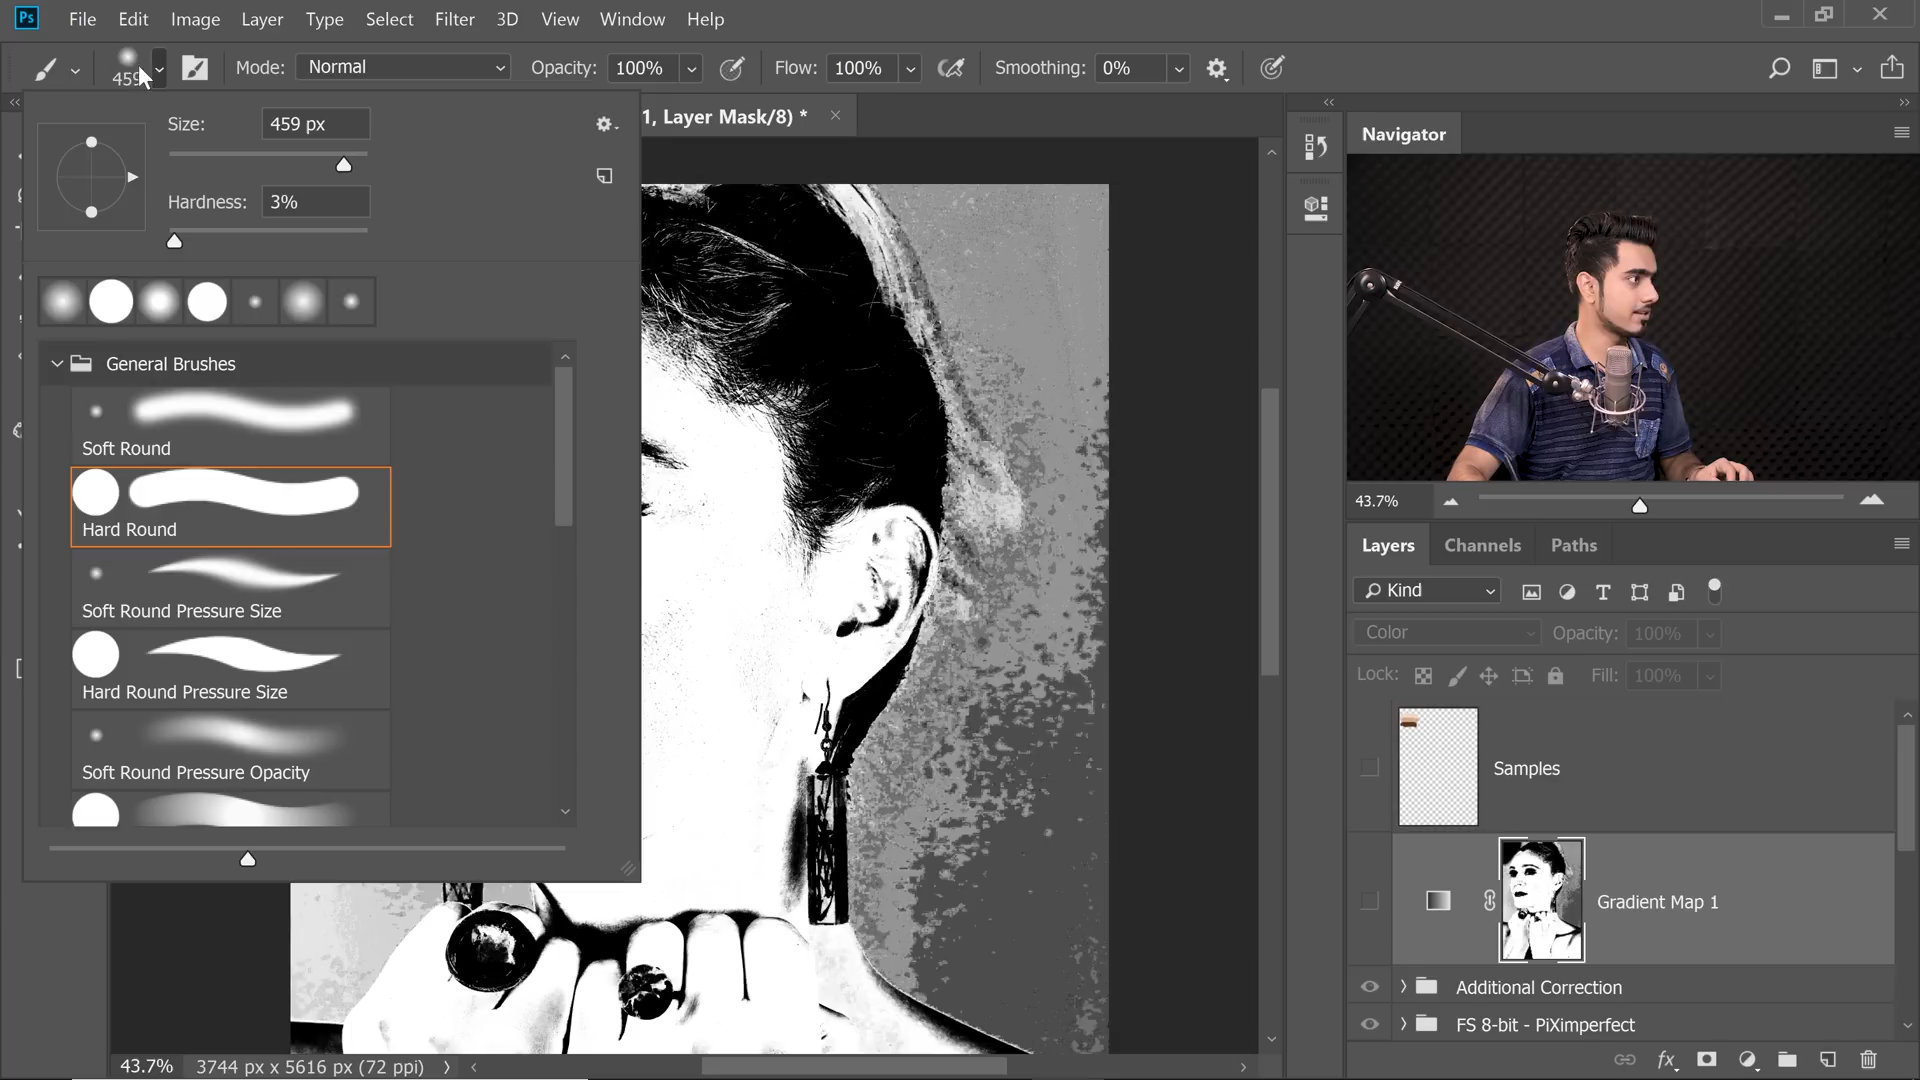 Ps File Edit Image Layer Type Select Filter 3D View Window Help
459 Mode: Normal Opacity: 100% Flow: 100% Smoothing: 0%
1, Layer Mask/8) *
Size: 459 px
Hardness: 3%
General Brushes
Soft Round
Hard Round
Soft Round Pressure Size
Hard Round Pressure Size
Soft Round Pressure Opacity
43.7% 3744 px x 5616 px (72 ppi)
Navigator
43.7%
Layers Channels Paths
Kind
Color Opacity: 100%
Lock: Fill: 100%
Samples
Gradient Map 1
Additional Correction
FS 8-bit - PiXimperfect
fx